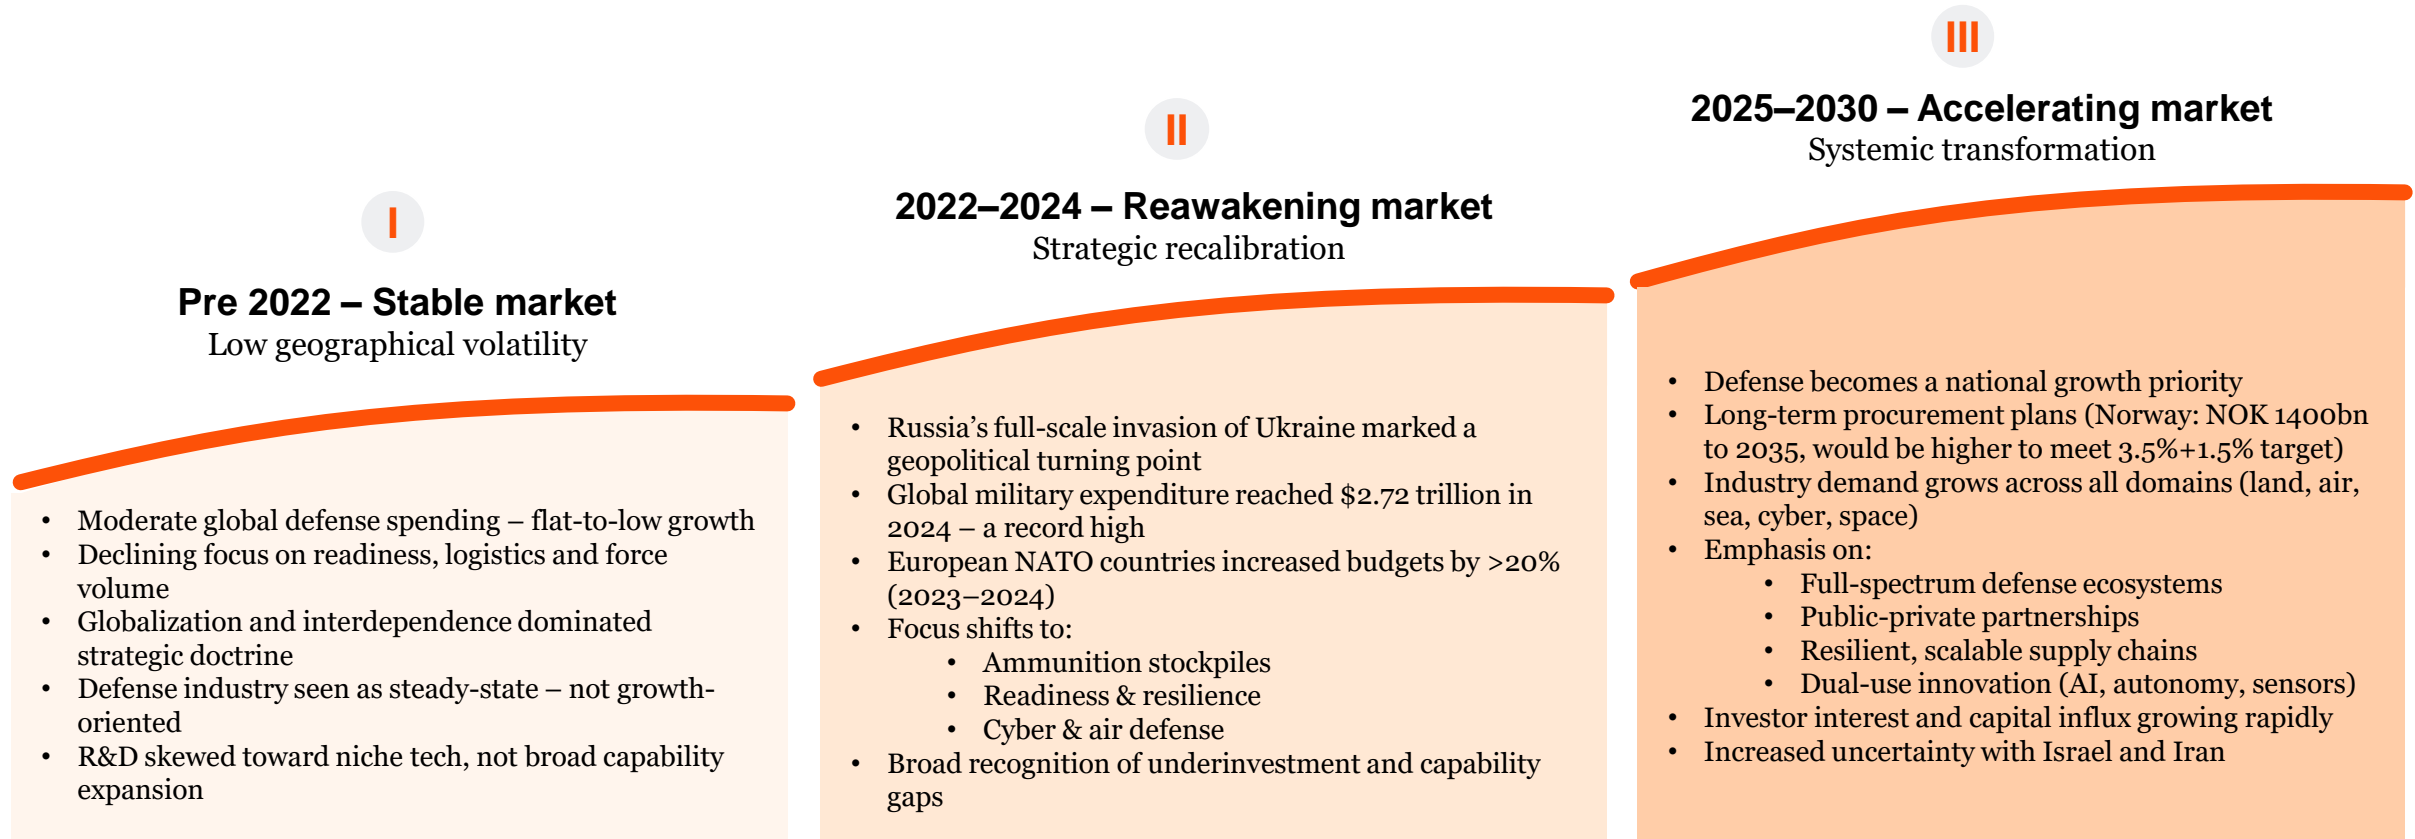 I
Pre 2022 – Stable market
Low geographical volatility
• Moderate global defense spending – flat-to-low growth
• Declining focus on readiness, logistics and force
volume
• Globalization and interdependence dominated
strategic doctrine
• Defense industry seen as steady-state – not growth-
oriented
• R&D skewed toward niche tech, not broad capability
expansion
II
2022–2024 – Reawakening market
Strategic recalibration
• Russia’s full-scale invasion of Ukraine marked a
geopolitical turning point
• Global military expenditure reached $2.72 trillion in
2024 – a record high
• European NATO countries increased budgets by >20%
(2023–2024)
• Focus shifts to:
• Ammunition stockpiles
• Readiness & resilience
• Cyber & air defense
• Broad recognition of underinvestment and capability
gaps
III
2025–2030 – Accelerating market
Systemic transformation
• Defense becomes a national growth priority
• Long-term procurement plans (Norway: NOK 1400bn
to 2035, would be higher to meet 3.5%+1.5% target)
• Industry demand grows across all domains (land, air,
sea, cyber, space)
• Emphasis on:
• Full-spectrum defense ecosystems
• Public-private partnerships
• Resilient, scalable supply chains
• Dual-use innovation (AI, autonomy, sensors)
• Investor interest and capital influx growing rapidly
• Increased uncertainty with Israel and Iran